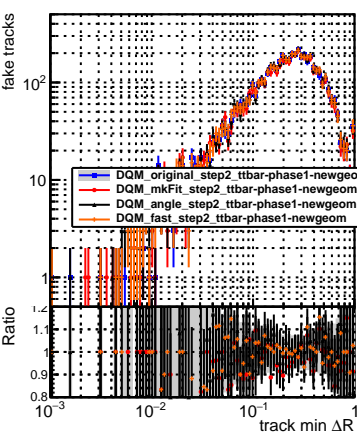 fake tracks
10²
10
1
DQM_original_step2_ttbar-phase1-newgeo
DQM_mkFit_step2_ttbar-phase1-newgeom
DQM_angle_step2_ttbar-phase1-newgeom
DQM_fast_step2_ttbar-phase1-newgeom
Ratio
1.2
1.1
1
0.9
0.8
10⁻³ 10⁻² 10⁻¹ 1
track min ΔR